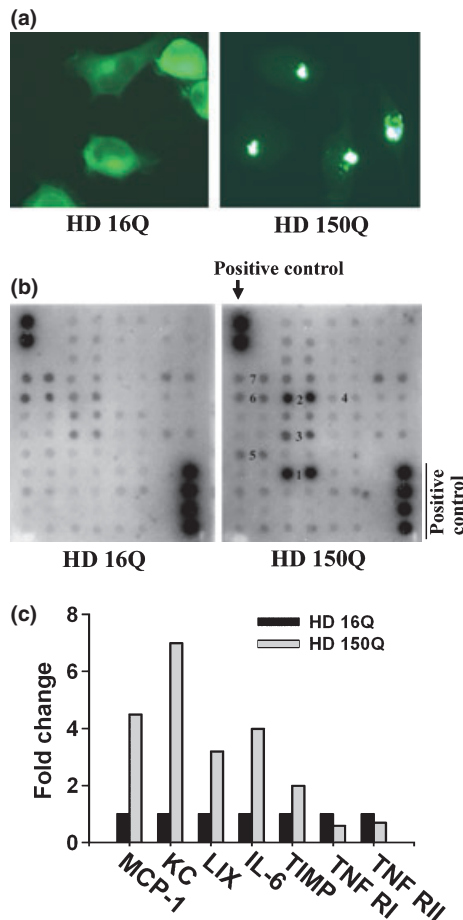 (a)
HD 16Q
HD 150Q
Positive control
(b)
7
6
2
4
3
5
1
Positive control
HD 16Q
HD 150Q
(c)
HD 16Q
HD 150Q
Fold change
8
6
4
2
0
MCP-1
KC
LIX
IL-6
TIMP
TNF RI
TNF RII